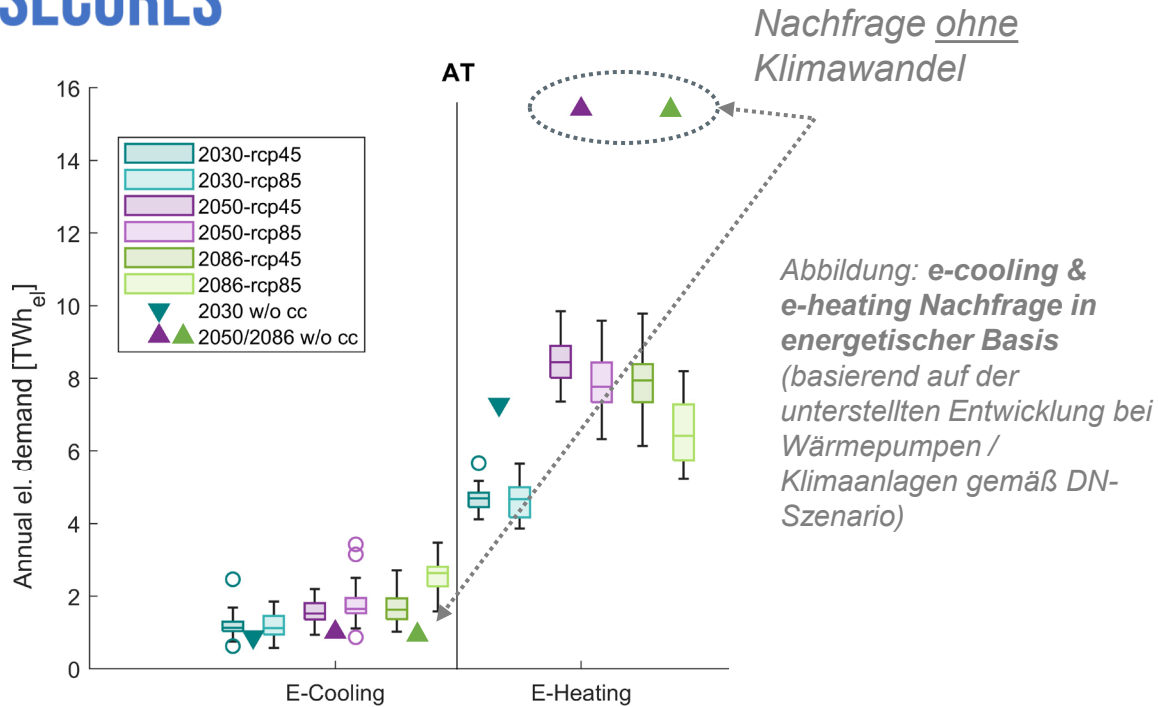 SECURES
Nachfrage ohne
Klimawandel
AT
16
14
12
10
8
6
4
2
0
Annual el. demand [TWh_el]
2030-rcp45
2030-rcp85
2050-rcp45
2050-rcp85
2086-rcp45
2086-rcp85
2030 w/o cc
2050/2086 w/o cc
E-Cooling
E-Heating
Abbildung: e-cooling &
e-heating Nachfrage in
energetischer Basis
(basierend auf der
unterstellten Entwicklung bei
Wärmepumpen /
Klimaanlagen gemäß DN-
Szenario)